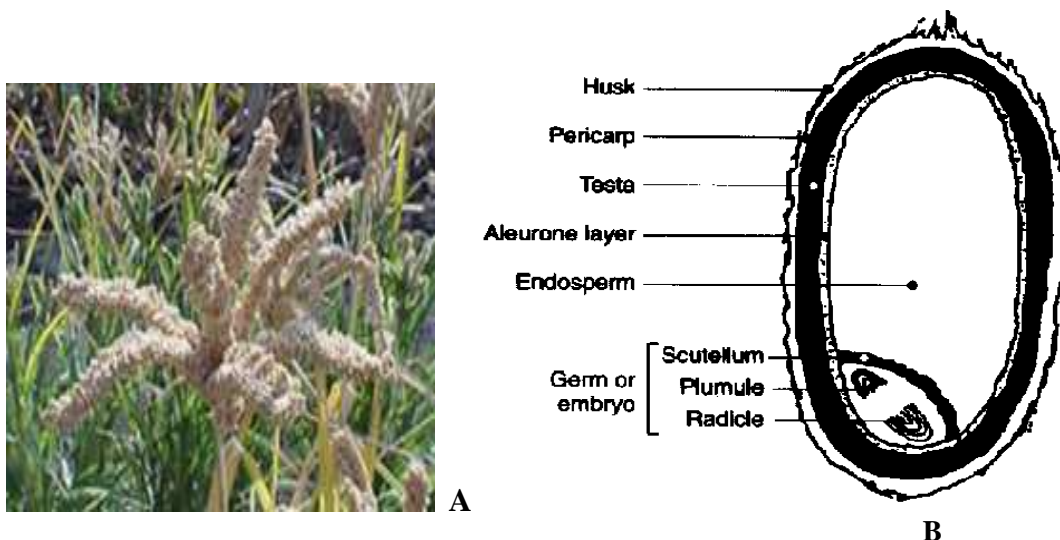 Husk
Pericarp
Testa
Aleurone layer
Endosperm
Scutellum
Germ or
embryo
Plumule
Radicle
A
B